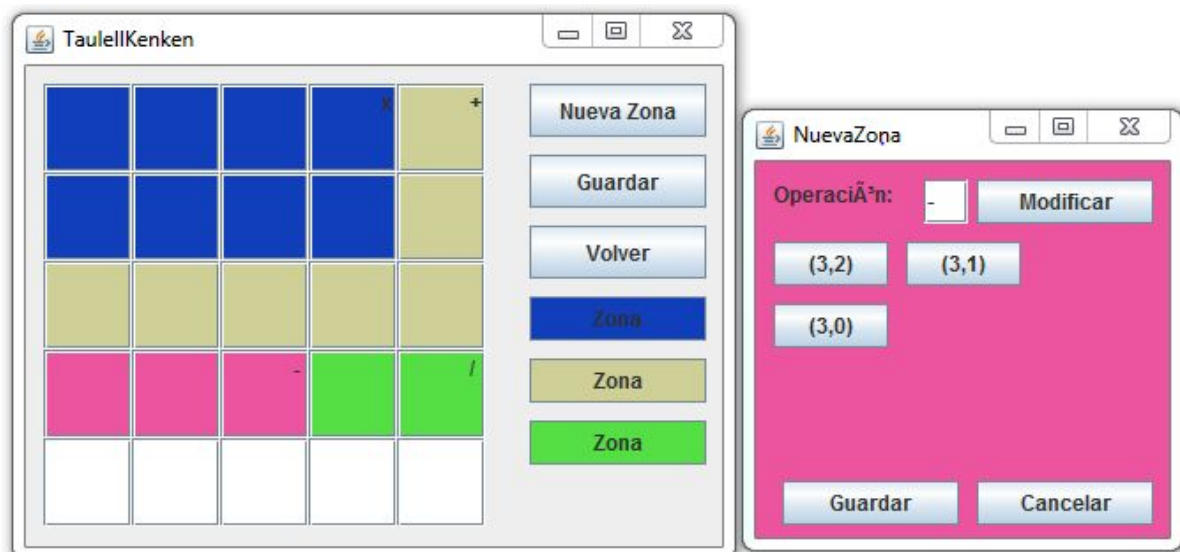 TaulellKenken
x +
- /
Nueva Zona
Guardar
Volver
Zona
Zona
Zona
NuevaZona
OperaciÃ³n: - Modificar
(3,2) (3,1)
(3,0)
Guardar Cancelar